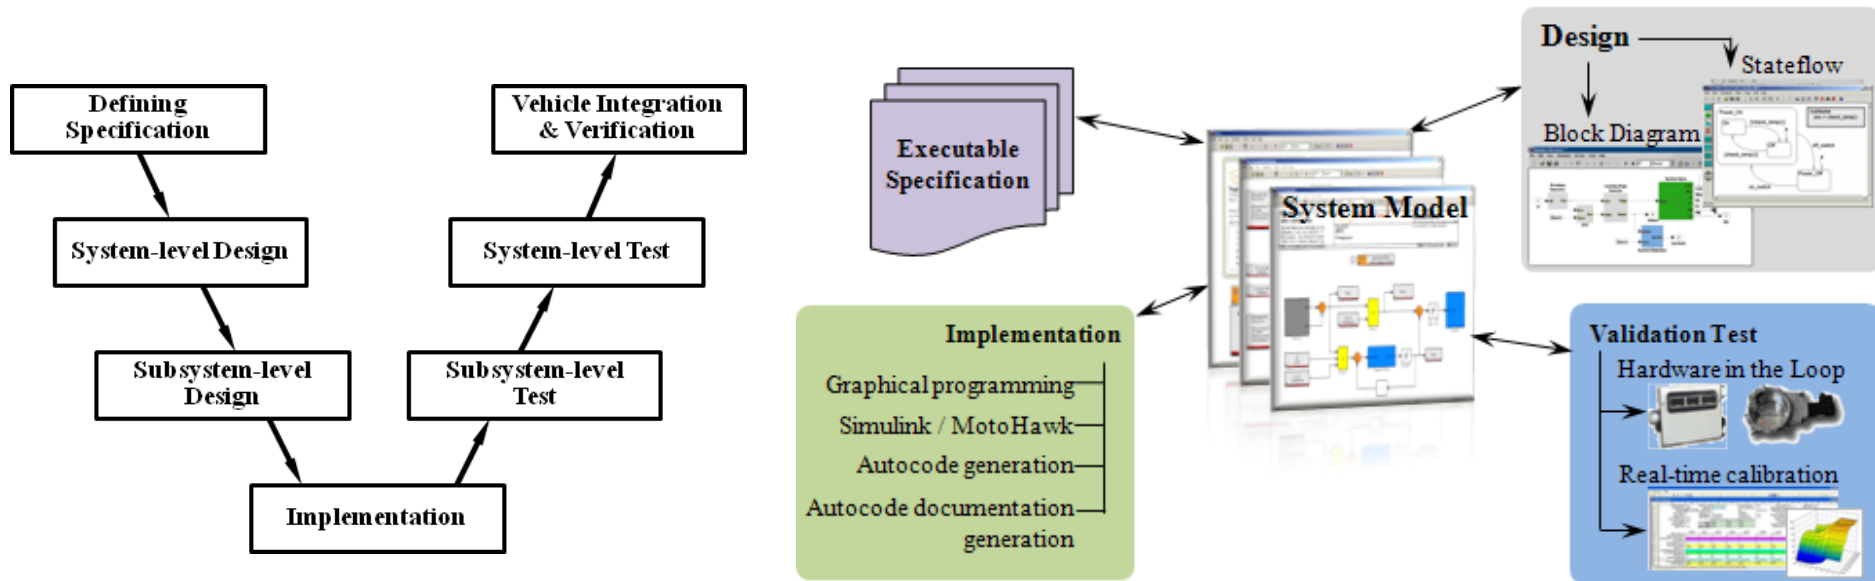 Defining
Specification
System-level Design
Subsystem-level
Design
Implementation
Subsystem-level
Test
System-level Test
Vehicle Integration
& Verification
Executable
Specification
System Model
Design
Stateflow
Block Diagram
Implementation
Graphical programming
Simulink / MotoHawk
Autocode generation
Autocode documentation
generation
Validation Test
Hardware in the Loop
Real-time calibration